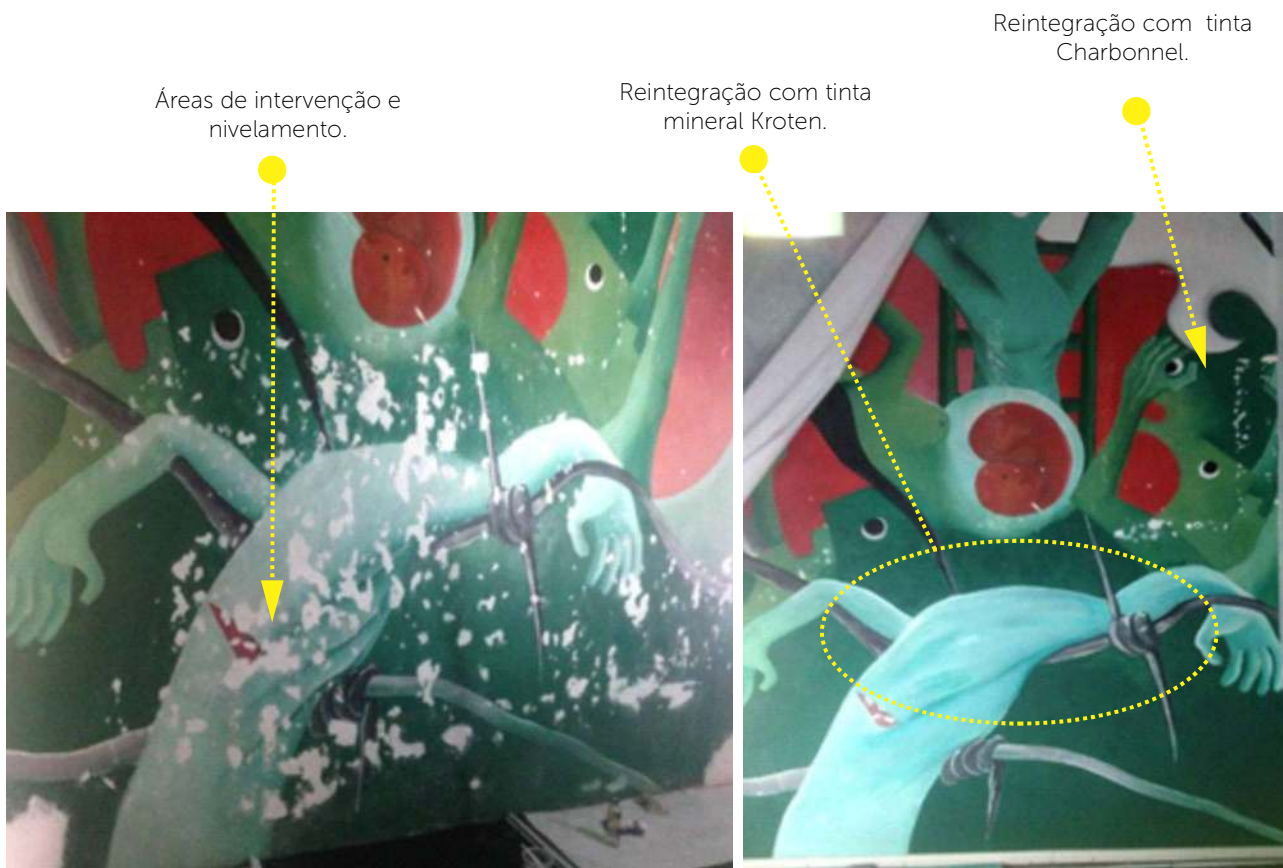 Áreas de intervenção e
nivelamento.
Reintegração com tinta
mineral Kroten.
Reintegração com tinta
Charbonnel.